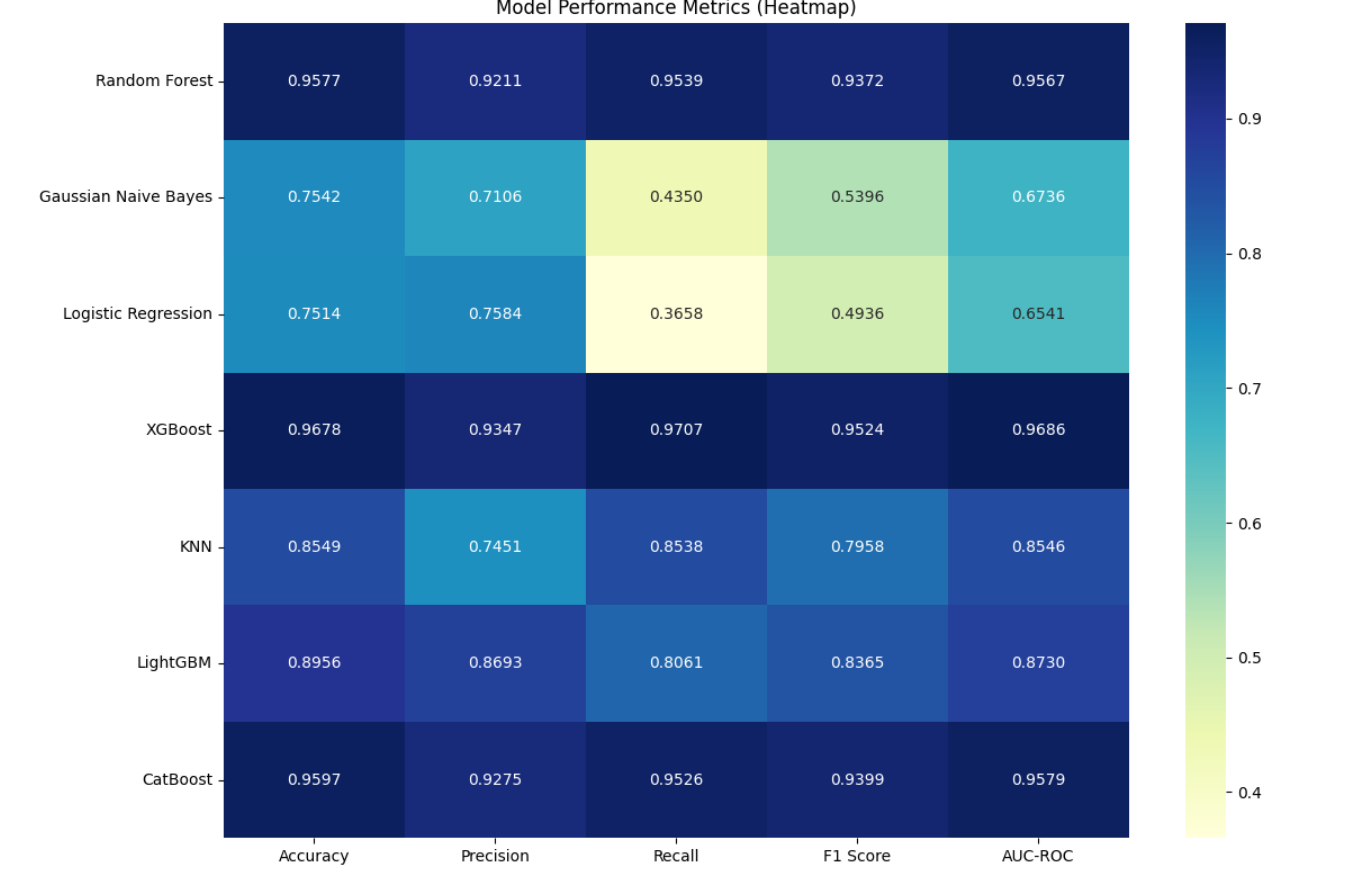 Model Performance Metrics (Heatmap)
Random Forest 0.9577 0.9211 0.9539 0.9372 0.9567
Gaussian Naive Bayes 0.7542 0.7106 0.4350 0.5396 0.6736
Logistic Regression 0.7514 0.7584 0.3658 0.4936 0.6541
XGBoost 0.9678 0.9347 0.9707 0.9524 0.9686
KNN 0.8549 0.7451 0.8538 0.7958 0.8546
LightGBM 0.8956 0.8693 0.8061 0.8365 0.8730
CatBoost 0.9597 0.9275 0.9526 0.9399 0.9579
Accuracy Precision Recall F1 Score AUC-ROC
0.9
0.8
0.7
0.6
0.5
0.4